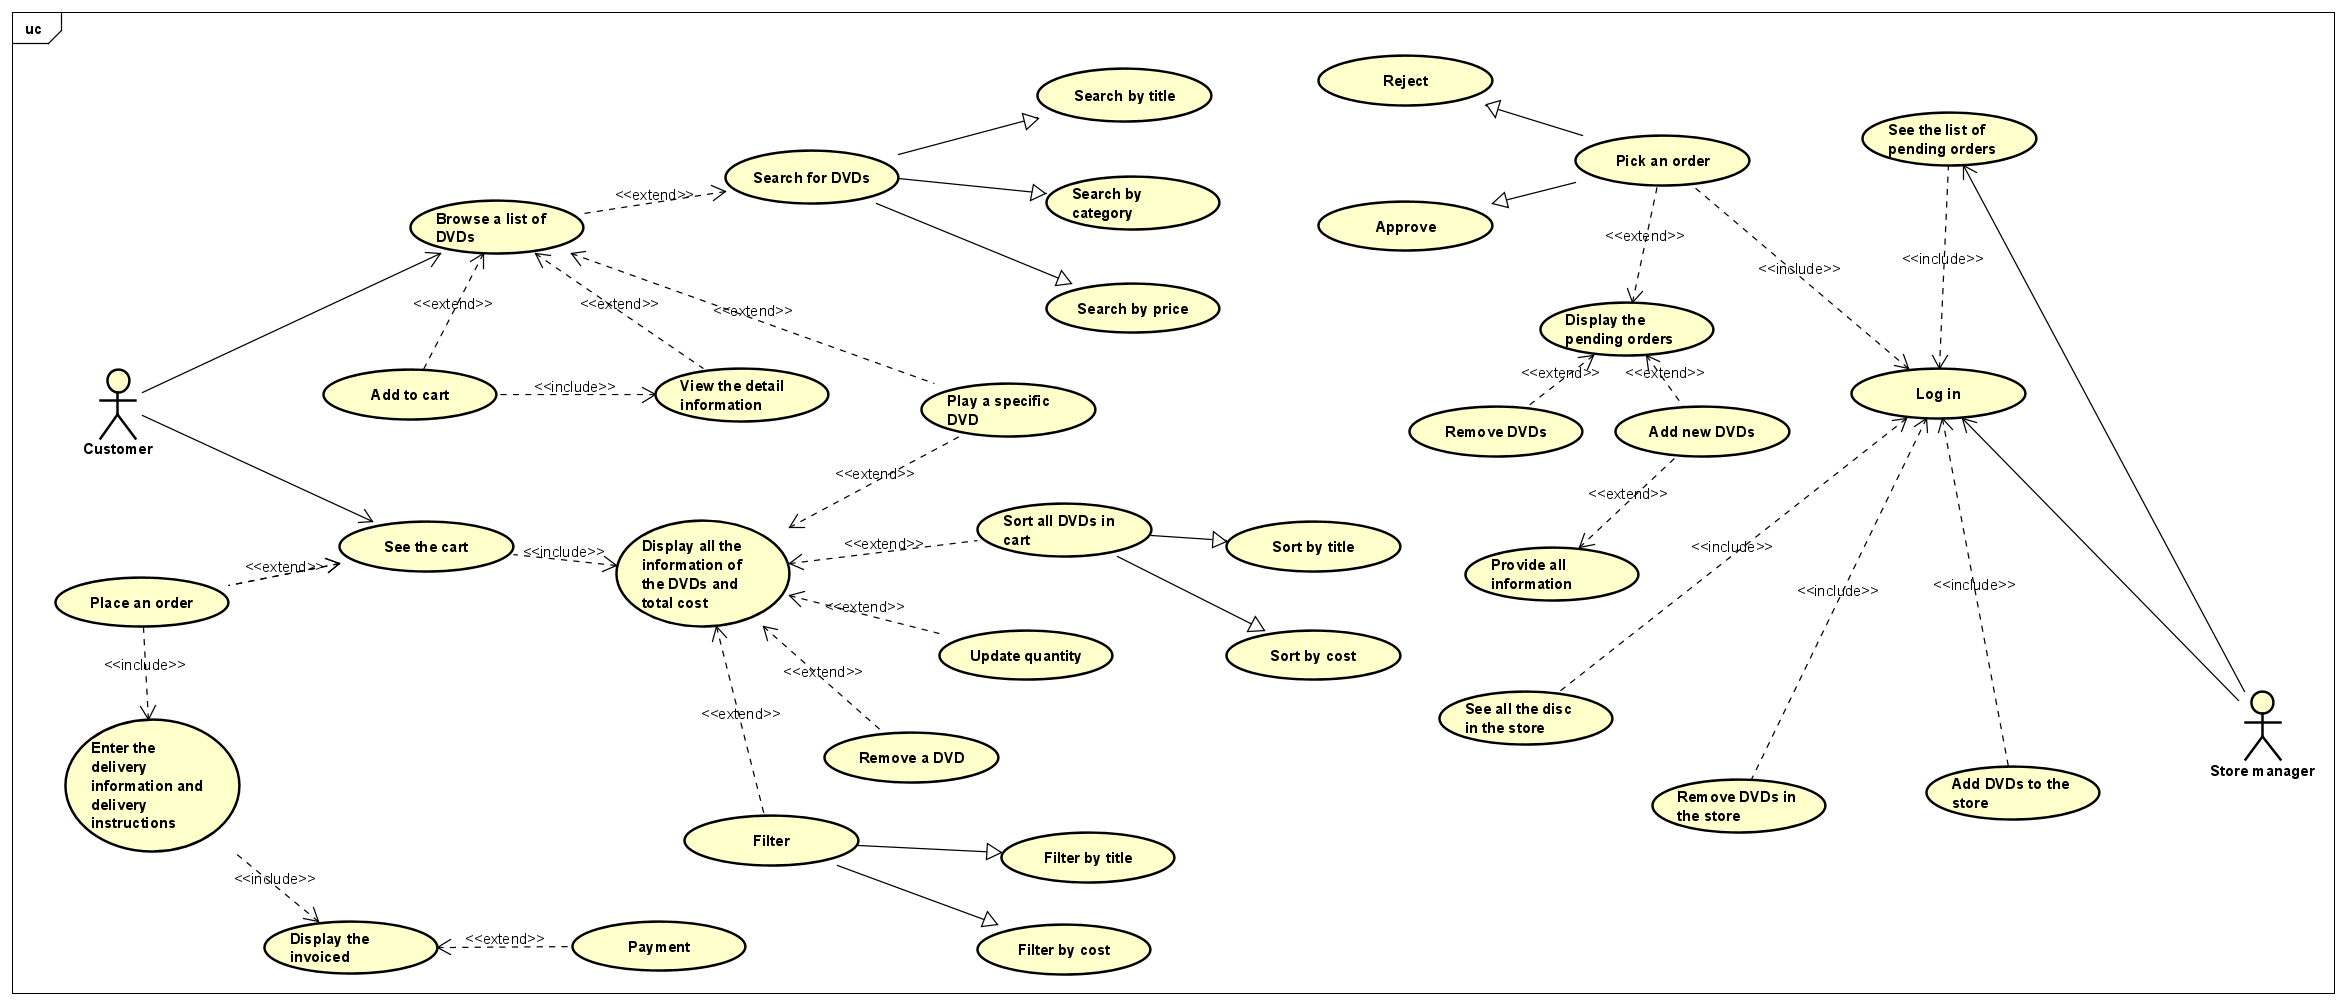 uc
Search by title
Reject
See the list of
pending orders
Pick an order
Search for DVDs
<<extend>>
Search by
category
Browse a list of
DVDs
Approve
<<extend>>
<<include>>
<<include>>
<<extend>>
<<extend>>
<<extend>>
Search by price
Display the
pending orders
<<extend>>
<<extend>>
Add to cart
<<include>>
View the detail
information
Play a specific
DVD
Log in
Customer
Remove DVDs
Add new DVDs
<<extend>>
<<extend>>
See the cart
<<include>>
Display all the
information of
the DVDs and
total cost
<<extend>>
Sort all DVDs in
cart
Sort by title
<<include>>
<<extend>>
Provide all
information
<<include>>
<<include>>
Place an order
<<extend>>
Update quantity
Sort by cost
<<include>>
<<extend>>
<<extend>>
See all the disc
in the store
Store manager
Enter the
delivery
information and
delivery
instructions
Remove a DVD
Remove DVDs in
the store
Add DVDs to the
store
Filter
Filter by title
<<include>>
Display the
invoiced
<<extend>>
Payment
Filter by cost